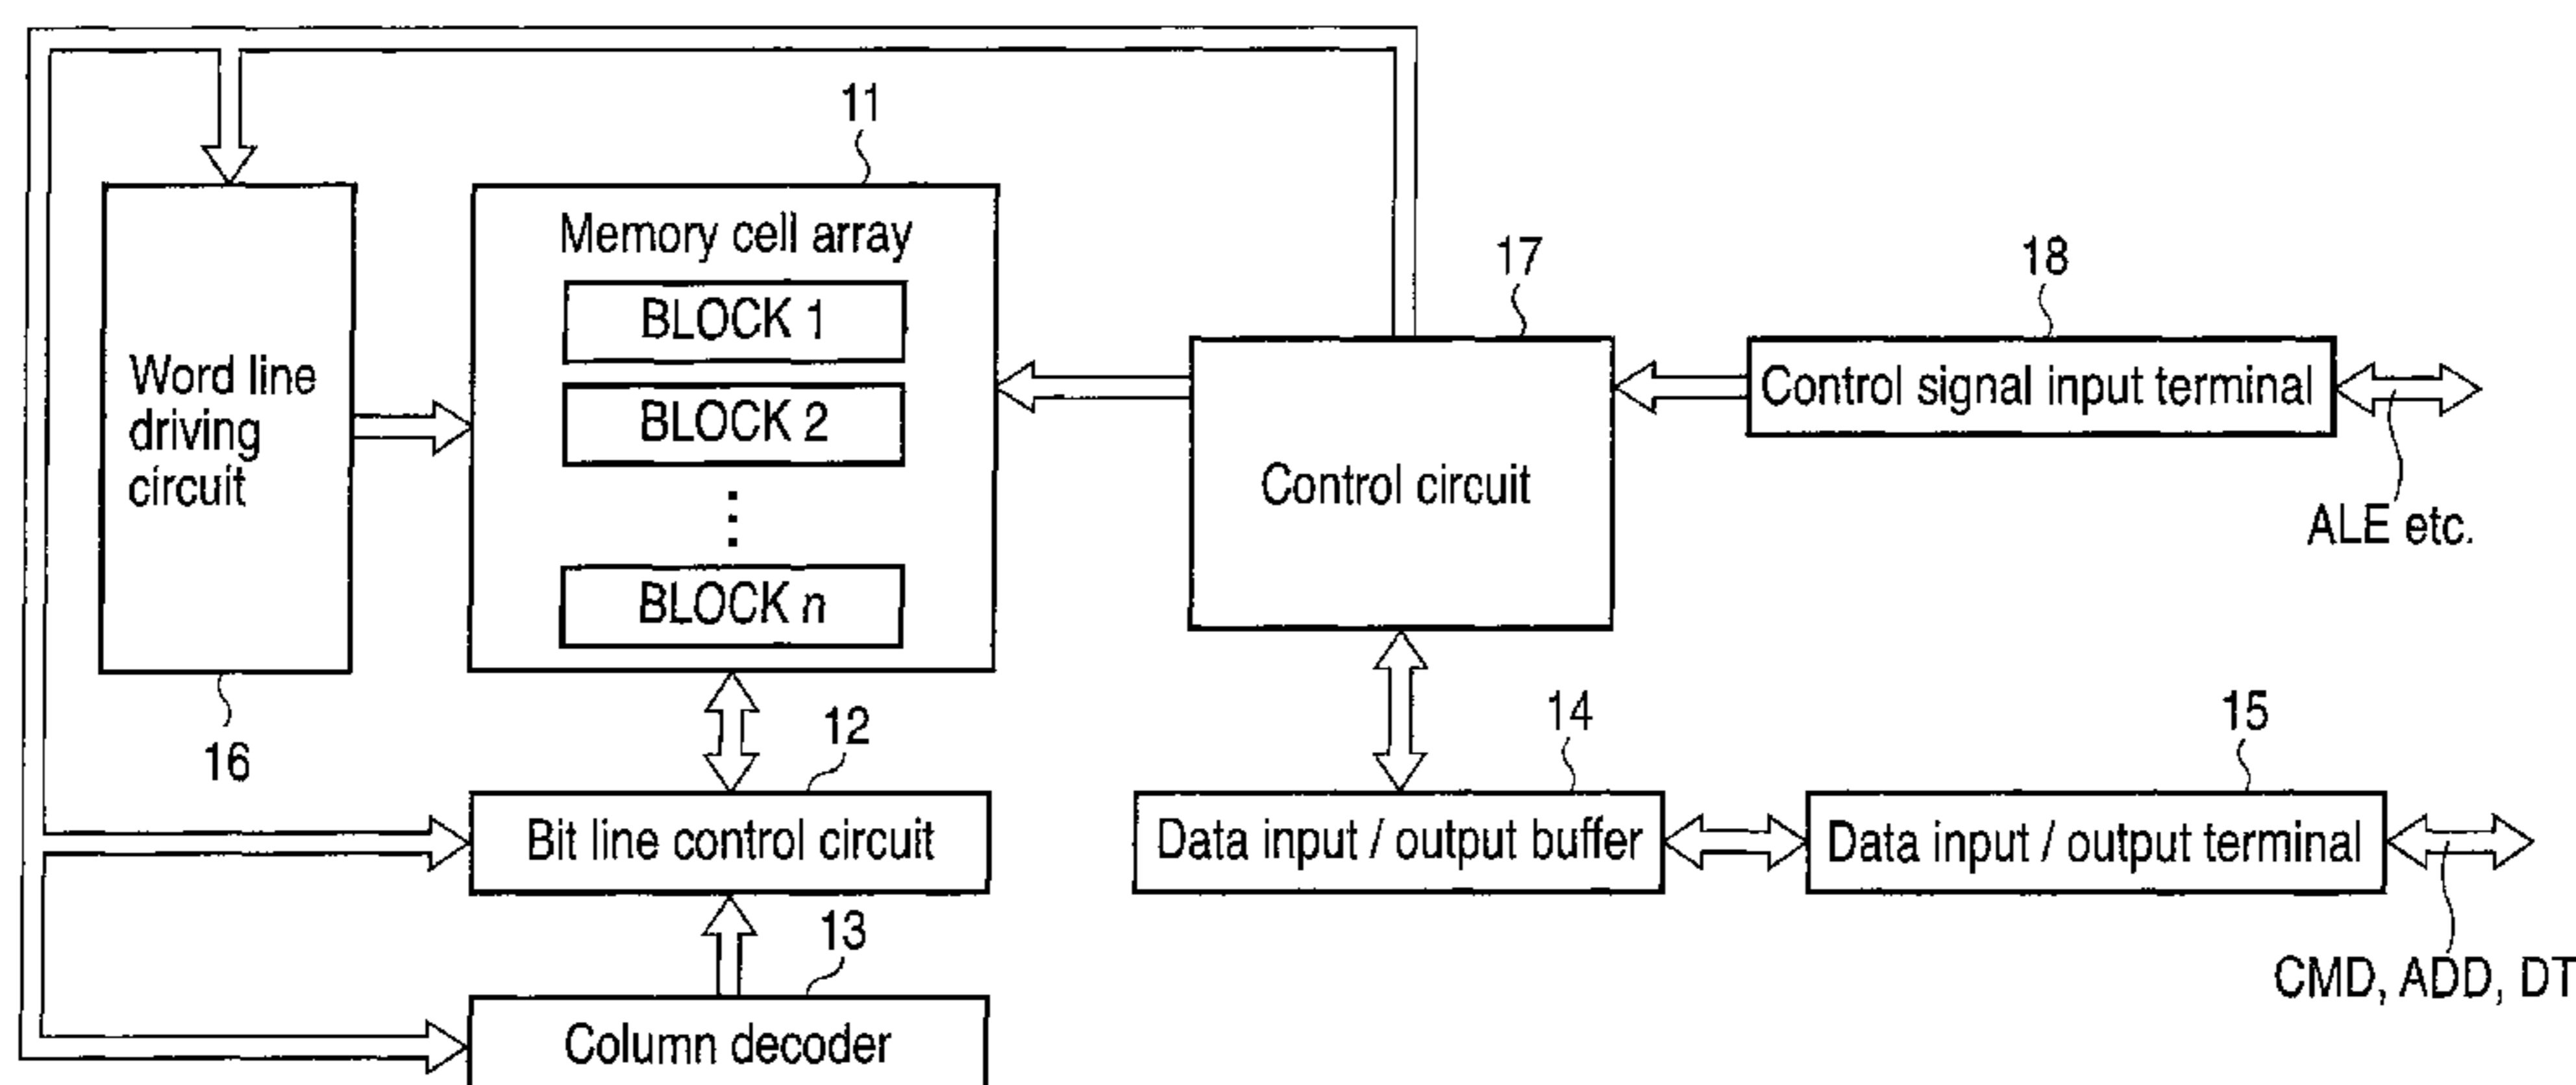 11
Memory cell array
BLOCK 1
BLOCK 2
BLOCK n
Word line
driving
circuit
16
17
Control circuit
18
Control signal input terminal
ALE etc.
12
Bit line control circuit
13
Column decoder
14
Data input / output buffer
15
Data input / output terminal
CMD, ADD, DT